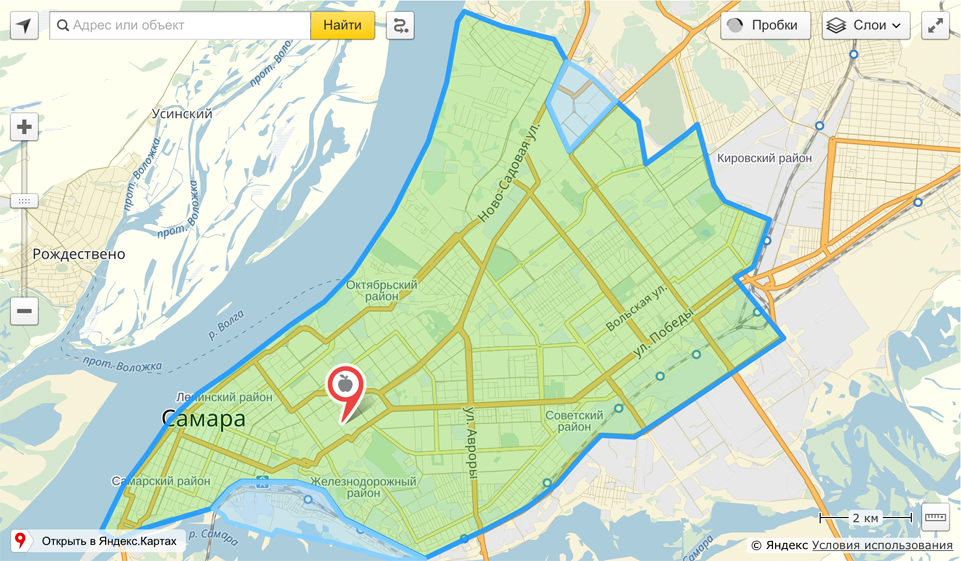 Адрес или объект
Найти
Пробки
Слои
прот. Воложка
Усинский
Ново-Садовая ул.
Кировский район
прот. Воложка
прот. Воложка
Рождествено
Октябрьский
район
Вольская ул.
р. Волга
ул. Победы
прот. Воложка
Ленинский район
Самара
ул. Авроры
Советский
район
Самарский район
Железнодорожный
район
2 км
р. Самара
Самара
Открыть в Яндекс.Картах
© Яндекс Условия использования